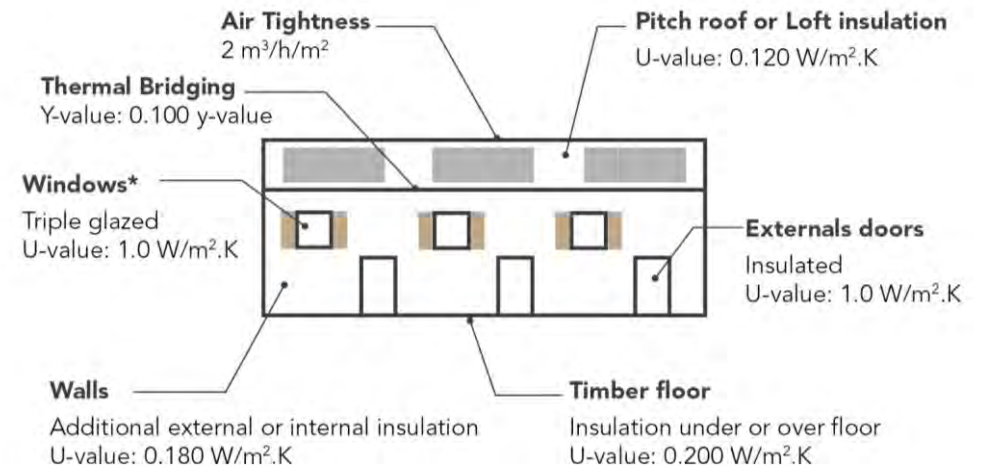 Air Tightness
2 m³/h/m²
Pitch roof or Loft insulation
U-value: 0.120 W/m².K
Thermal Bridging
Y-value: 0.100 y-value
Windows*
Triple glazed
U-value: 1.0 W/m².K
Externals doors
Insulated
U-value: 1.0 W/m².K
Walls
Additional external or internal insulation
U-value: 0.180 W/m².K
Timber floor
Insulation under or over floor
U-value: 0.200 W/m².K